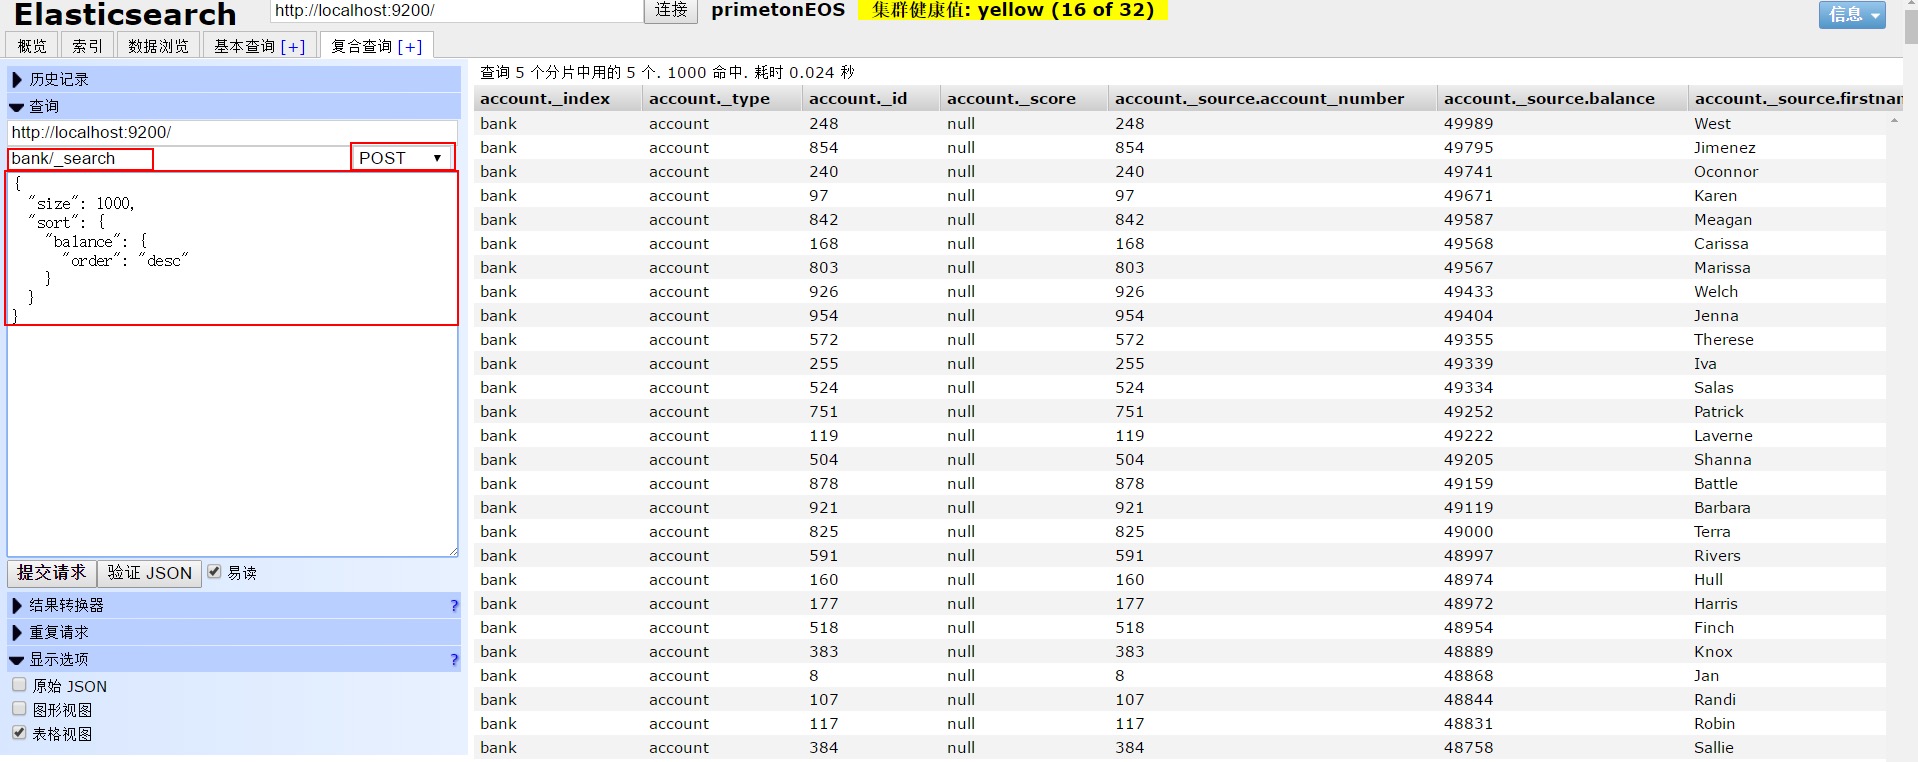 Elasticsearch http://localhost:9200/ 连接 primetonEOS 集群健康值: yellow (16 of 32) 信息
概览 索引 数据浏览 基本查询 [+] 复合查询 [+]
历史记录
查询
http://localhost:9200/
bank/_search POST
{
"size": 1000,
"sort": {
"balance": {
"order": "desc"
}
}
}
提交请求 验证 JSON 易读
结果转换器 ?
重复请求
显示选项 ?
原始 JSON
图形视图
表格视图
查询 5 个分片中用的 5 个. 1000 命中. 耗时 0.024 秒
account._index account._type account._id account._score account._source.account_number account._source.balance account._source.firstnan
bank account 248 null 248 49989 West
bank account 854 null 854 49795 Jimenez
bank account 240 null 240 49741 Oconnor
bank account 97 null 97 49671 Karen
bank account 842 null 842 49587 Meagan
bank account 168 null 168 49568 Carissa
bank account 803 null 803 49567 Marissa
bank account 926 null 926 49433 Welch
bank account 954 null 954 49404 Jenna
bank account 572 null 572 49355 Therese
bank account 255 null 255 49339 Iva
bank account 524 null 524 49334 Salas
bank account 751 null 751 49252 Patrick
bank account 119 null 119 49222 Laverne
bank account 504 null 504 49205 Shanna
bank account 878 null 878 49159 Battle
bank account 921 null 921 49119 Barbara
bank account 825 null 825 49000 Terra
bank account 591 null 591 48997 Rivers
bank account 160 null 160 48974 Hull
bank account 177 null 177 48972 Harris
bank account 518 null 518 48954 Finch
bank account 383 null 383 48889 Knox
bank account 8 null 8 48868 Jan
bank account 107 null 107 48844 Randi
bank account 117 null 117 48831 Robin
bank account 384 null 384 48758 Sallie